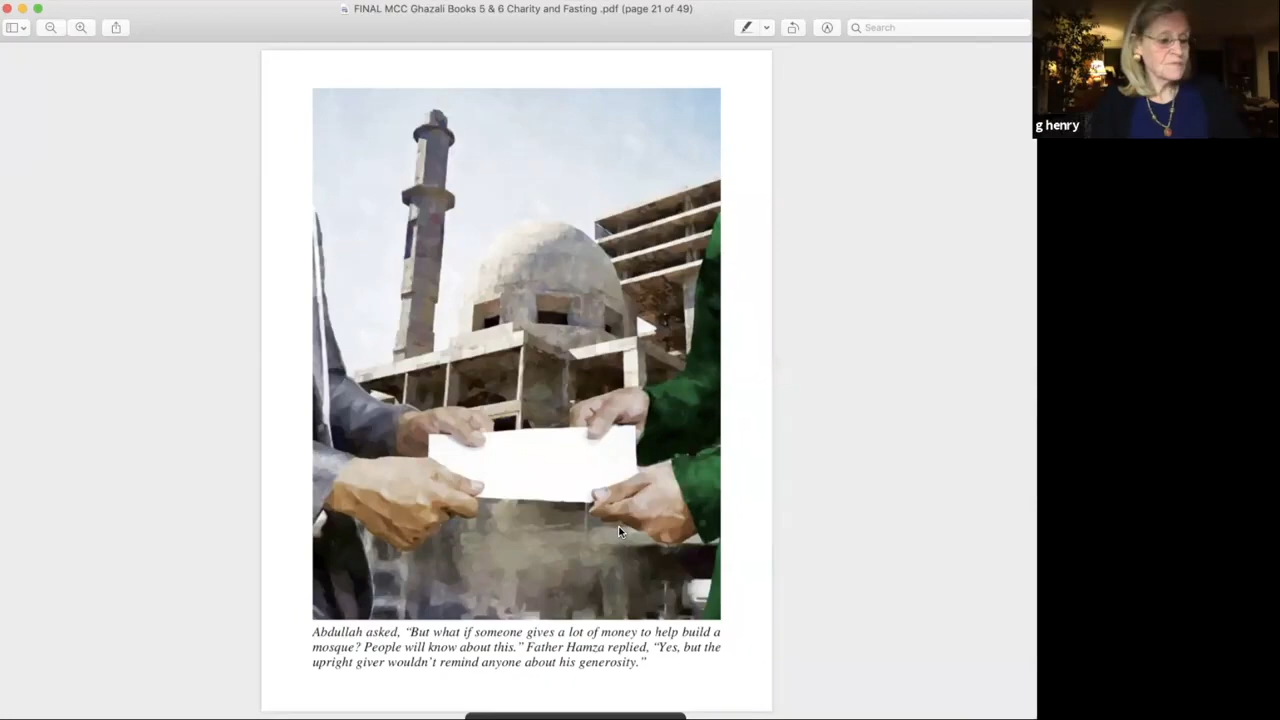 FINAL MCC Ghazali Books 5 & 6 Charity and Fasting .pdf (page 21 of 49)
Search
g henry
Abdullah asked, “But what if someone gives a lot of money to help build a
mosque? People will know about this.” Father Hamza replied, “Yes, but the
upright giver wouldn’t remind anyone about his generosity.”